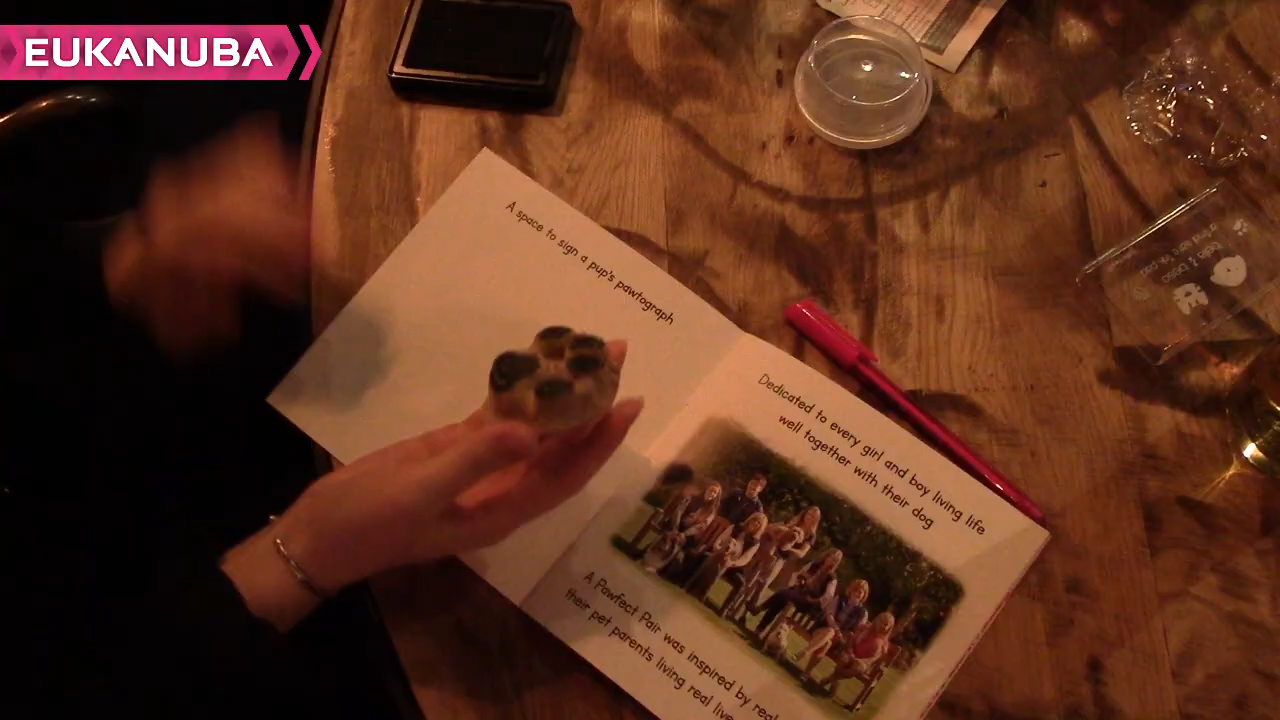 EUKANUBA
A space to sign a pup's pawtograph
Dedicated to every girl and boy living life
well together with their dog
A Pawfect Pair was inspired by real
their pet parents living real